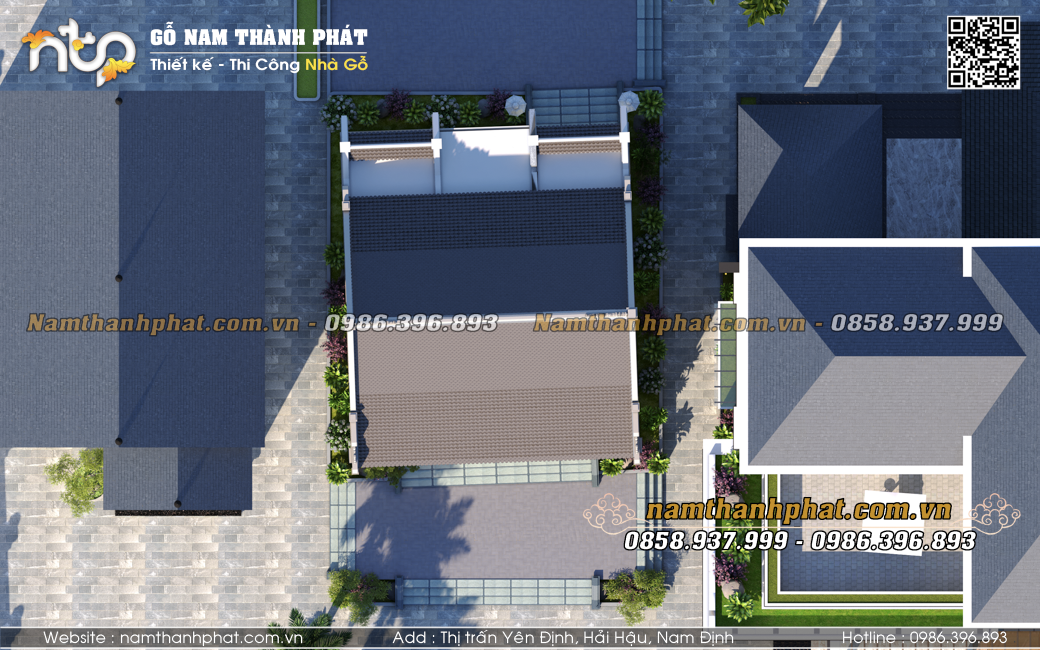 ntp
GỖ NAM THÀNH PHÁT
Thiết kế - Thi Công Nhà Gỗ
Namthanhphat.com.vn - 0986.396.893
Namthanhphat.com.vn - 0858.937.999
namthanhphat.com.vn
0858.937.999 - 0986.396.893
Website : namthanhphat.com.vn
Add : Thị trấn Yên Định, Hải Hậu, Nam Định
Hotline : 0986.396.893